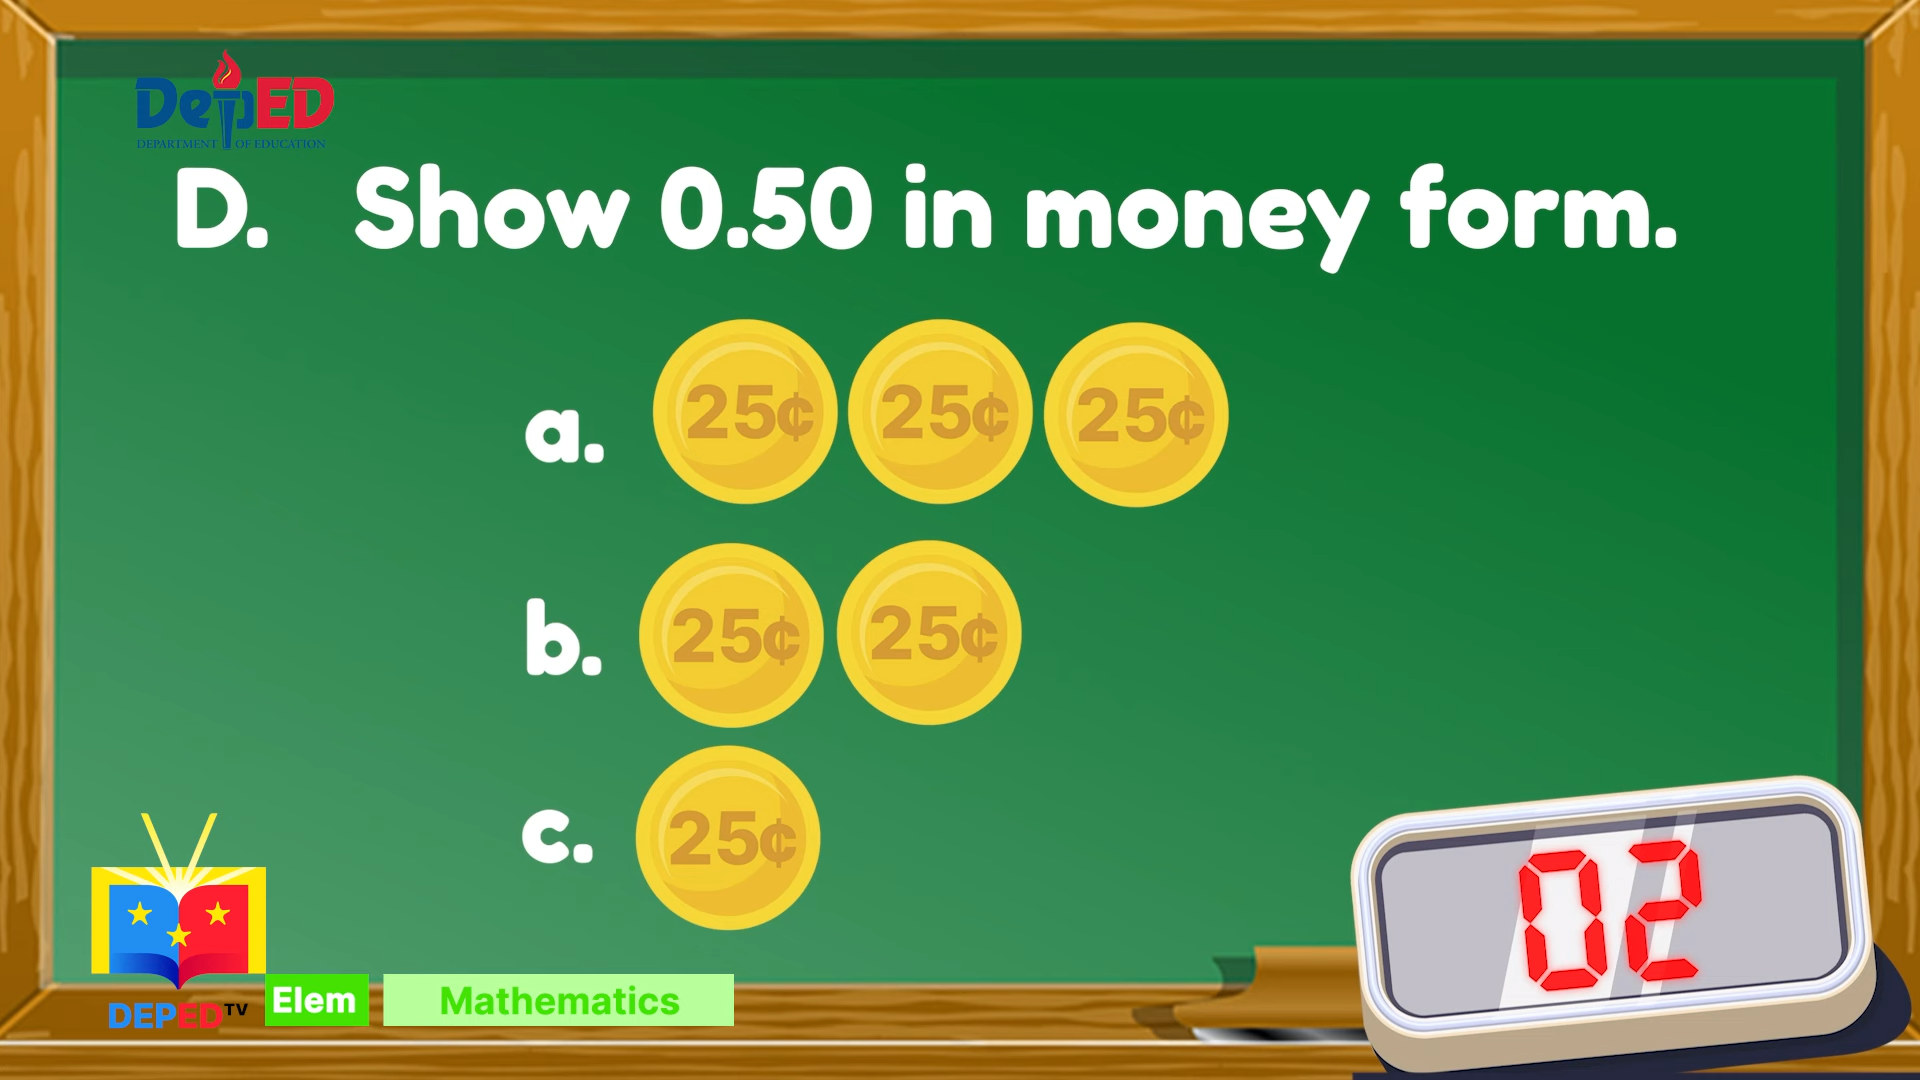 DepED
DEPARTMENT OF EDUCATION
D. Show 0.50 in money form.
a. 25¢ 25¢ 25¢
b. 25¢ 25¢
c. 25¢
02
DEPED TV
Elem
Mathematics